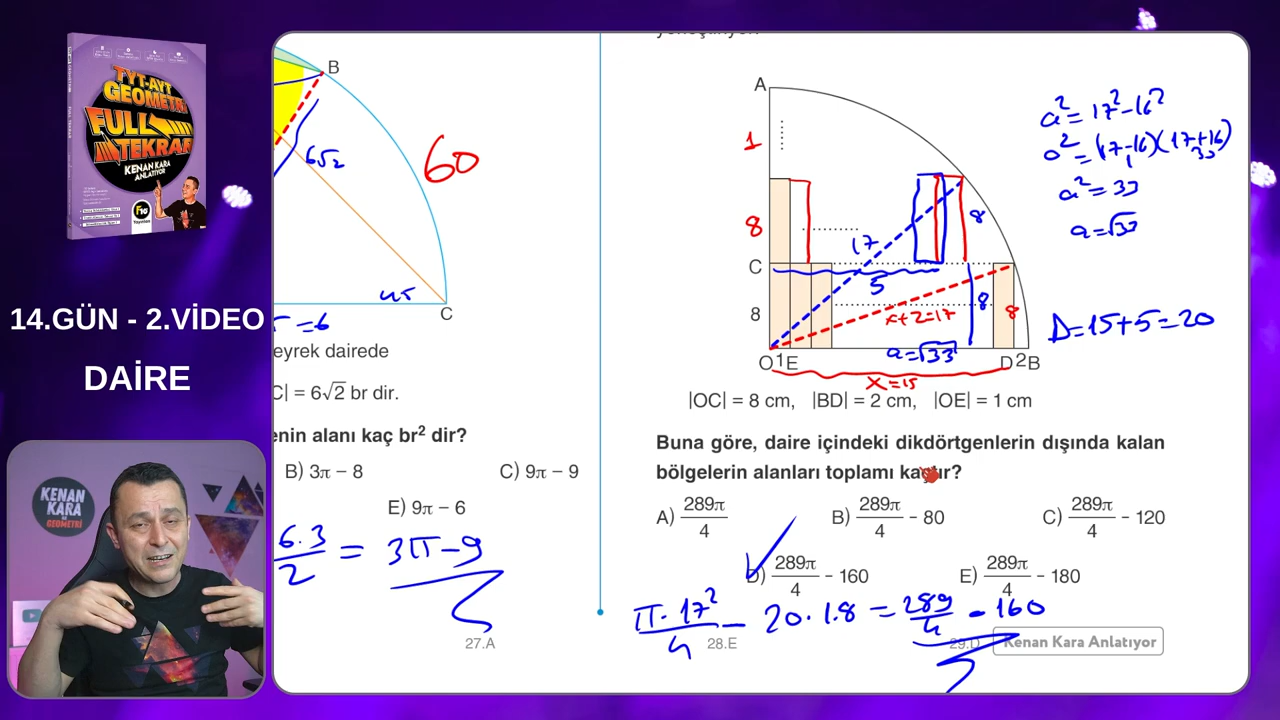 TYT-AYT
GEOMETRİ
FULL
TEKRAR
KENAN KARA
ANLATIYOR
14.GÜN - 2.VİDEO
DAİRE
KENAN
KARA
ile
GEOMETRİ
B
6√2
60
45
C
= 6
eyrek dairede
C| = 6√2 br dir.
enin alanı kaç br² dir?
B) 3π − 8
C) 9π − 9
E) 9π − 6
6.3/2 = 3π-9
27.A
A
1
8
8
17
C
5
8
8
8
x+2=17
a=√33
O 1 E D 2 B
x=15
a²=17²-16²
a²=(17-16)(17+16)
1 33
a²=33
a=√33
D=15+5=20
|OC| = 8 cm, |BD| = 2 cm, |OE| = 1 cm
Buna göre, daire içindeki dikdörtgenlerin dışında kalan
bölgelerin alanları toplamı kaçtır?
A) 289π/4
B) 289π/4 − 80
C) 289π/4 − 120
D) 289π/4 − 160
E) 289π/4 − 180
π.17²/4 - 20.1.8 = 289/4 - 160
28.E
29.D
Kenan Kara Anlatıyor